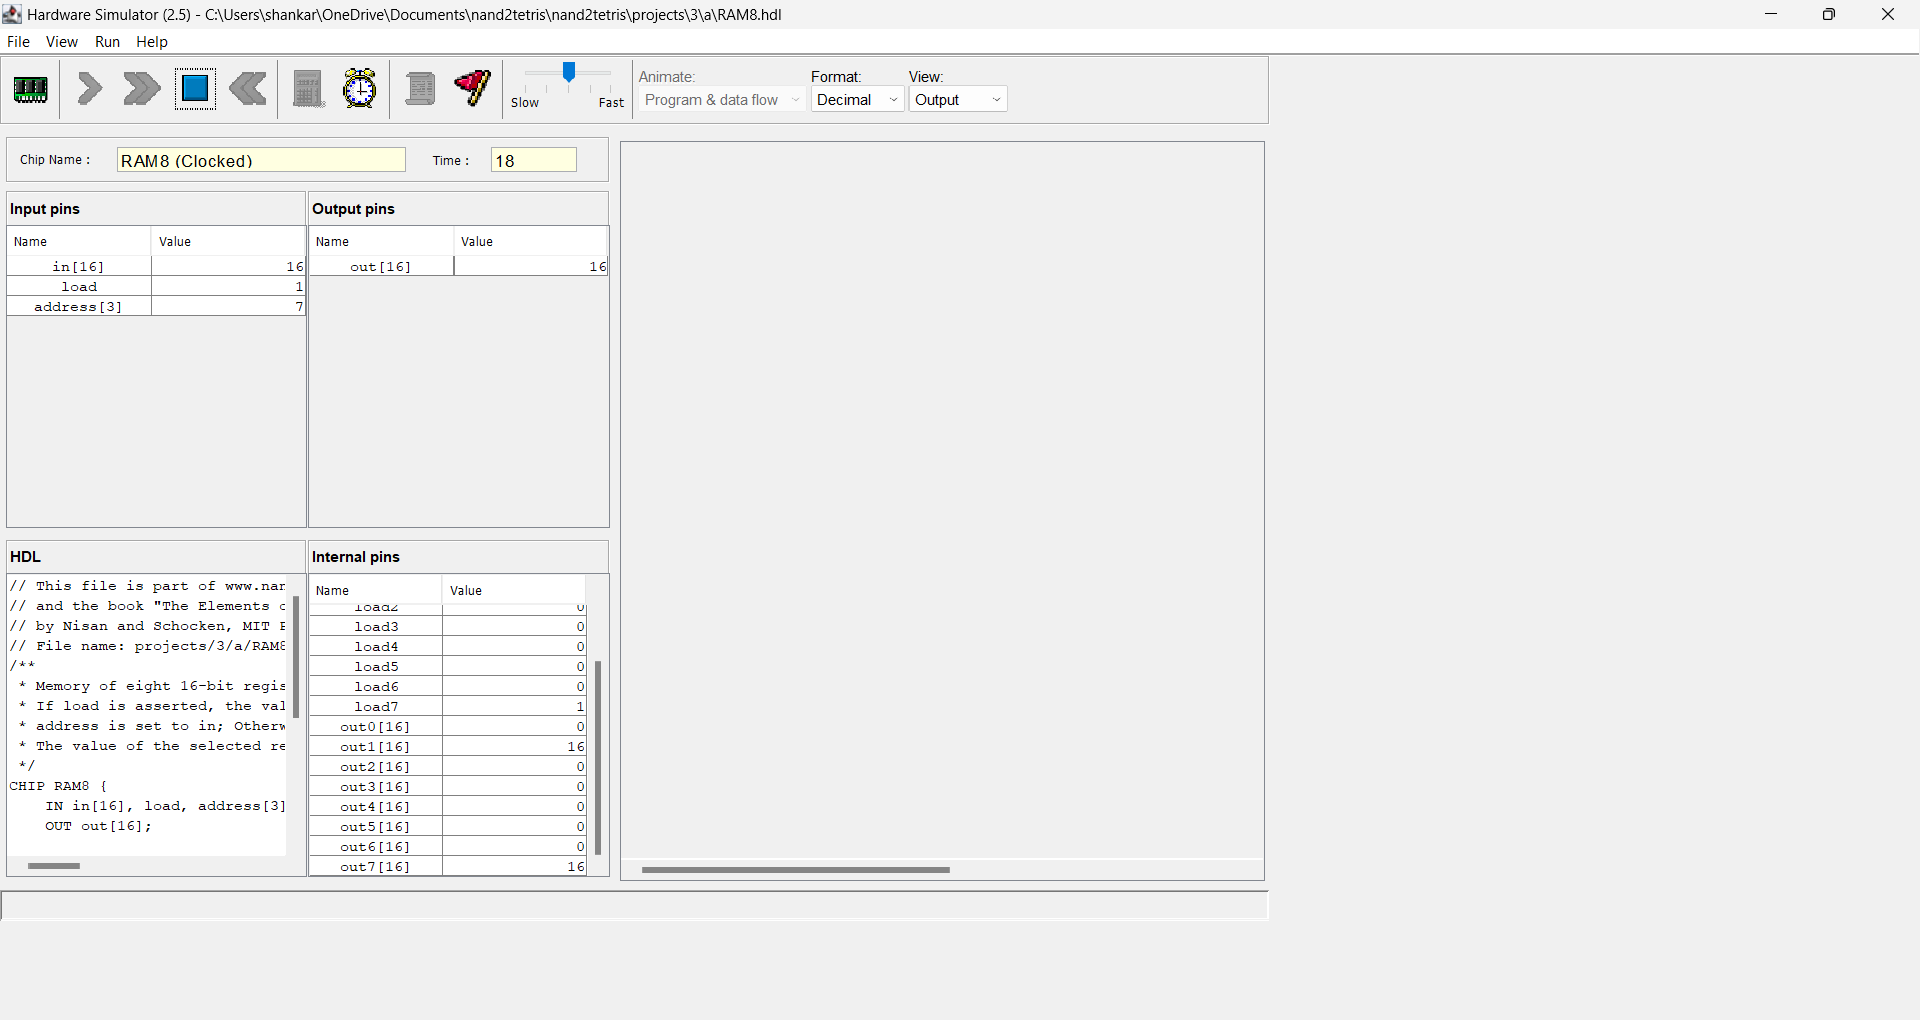 Hardware Simulator (2.5) - C:\Users\shankar\OneDrive\Documents\nand2tetris\nand2tetris\projects\3\a\RAM8.hdl
File View Run Help
Slow Fast
Animate: Format: View:
Program & data flow Decimal Output
Chip Name : RAM8 (Clocked) Time : 18
Input pins
Name Value
in[16] 16
load 1
address[3] 7
Output pins
Name Value
out[16] 16
HDL
// This file is part of www.nan
// and the book "The Elements o
// by Nisan and Schocken, MIT P
// File name: projects/3/a/RAM8
/**
* Memory of eight 16-bit regis
* If load is asserted, the val
* address is set to in; Otherw
* The value of the selected re
*/
CHIP RAM8 {
IN in[16], load, address[3]
OUT out[16];
Internal pins
Name Value
load2 0
load3 0
load4 0
load5 0
load6 0
load7 1
out0[16] 0
out1[16] 16
out2[16] 0
out3[16] 0
out4[16] 0
out5[16] 0
out6[16] 0
out7[16] 16